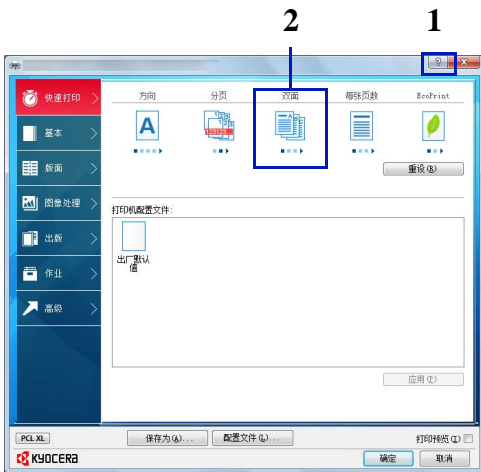 2 1
?
快速打印
基本
版面
图像处理
出版
作业
高级
方向 分页 双面 每张页数 EcoPrint
A
123123
A
重设(R)
打印机配置文件:
出厂默认
值
应用(P)
PCL XL
保存为(A)... 配置文件(L)...
打印预览(I)
KYOCERA
确定 取消